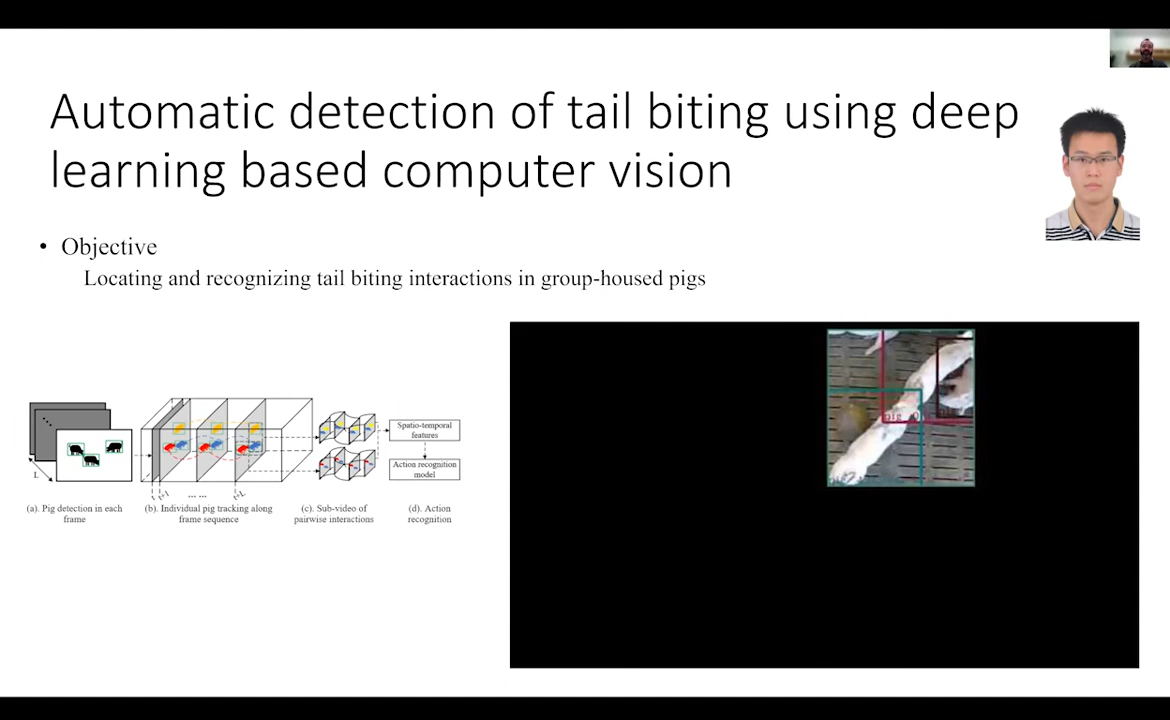 Automatic detection of tail biting using deep
learning based computer vision
• Objective
Locating and recognizing tail biting interactions in group-housed pigs
L
(a). Pig detection in each
frame
t
t+1
... ...
t+L
(b). Individual pig tracking along
frame sequence
(c). Sub-video of
pairwise interactions
Spatio-temporal
features
Action recognition
model
(d). Action
recognition
pig